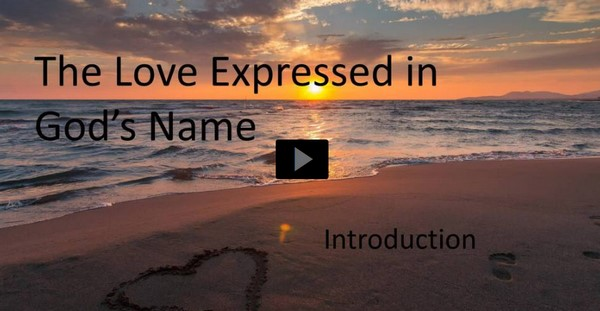 The Love Expressed in
God's Name
Introduction